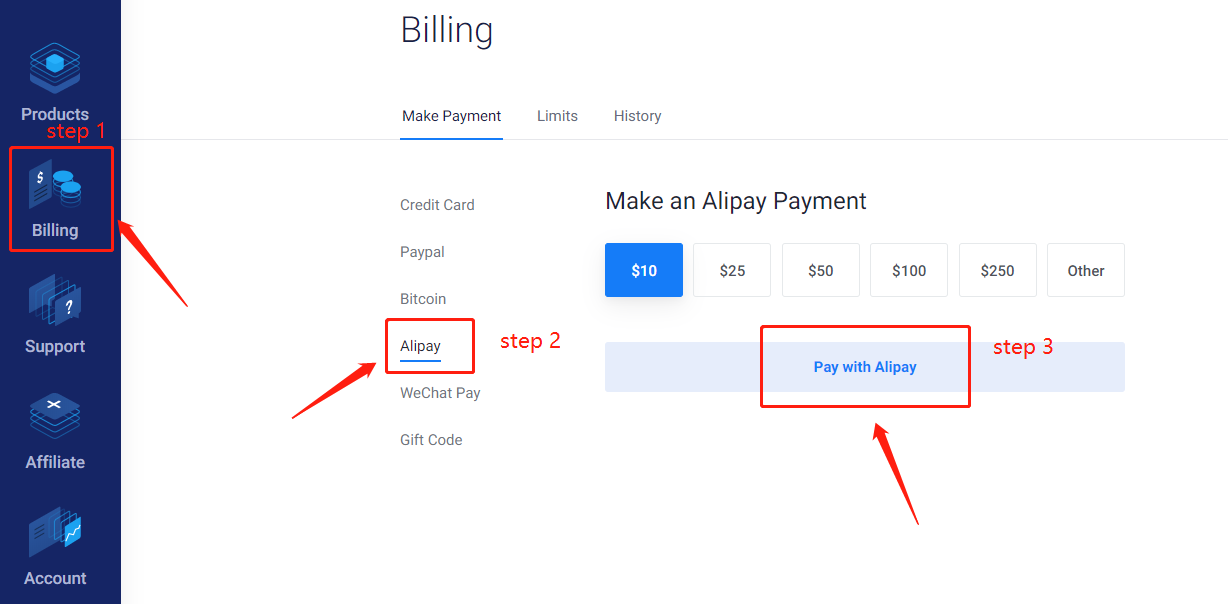 Billing
Products
step 1
Billing
Support
Affiliate
Account
Make Payment Limits History
Credit Card
Paypal
Bitcoin
Alipay
step 2
WeChat Pay
Gift Code
Make an Alipay Payment
$10 $25 $50 $100 $250 Other
Pay with Alipay
step 3
$
?